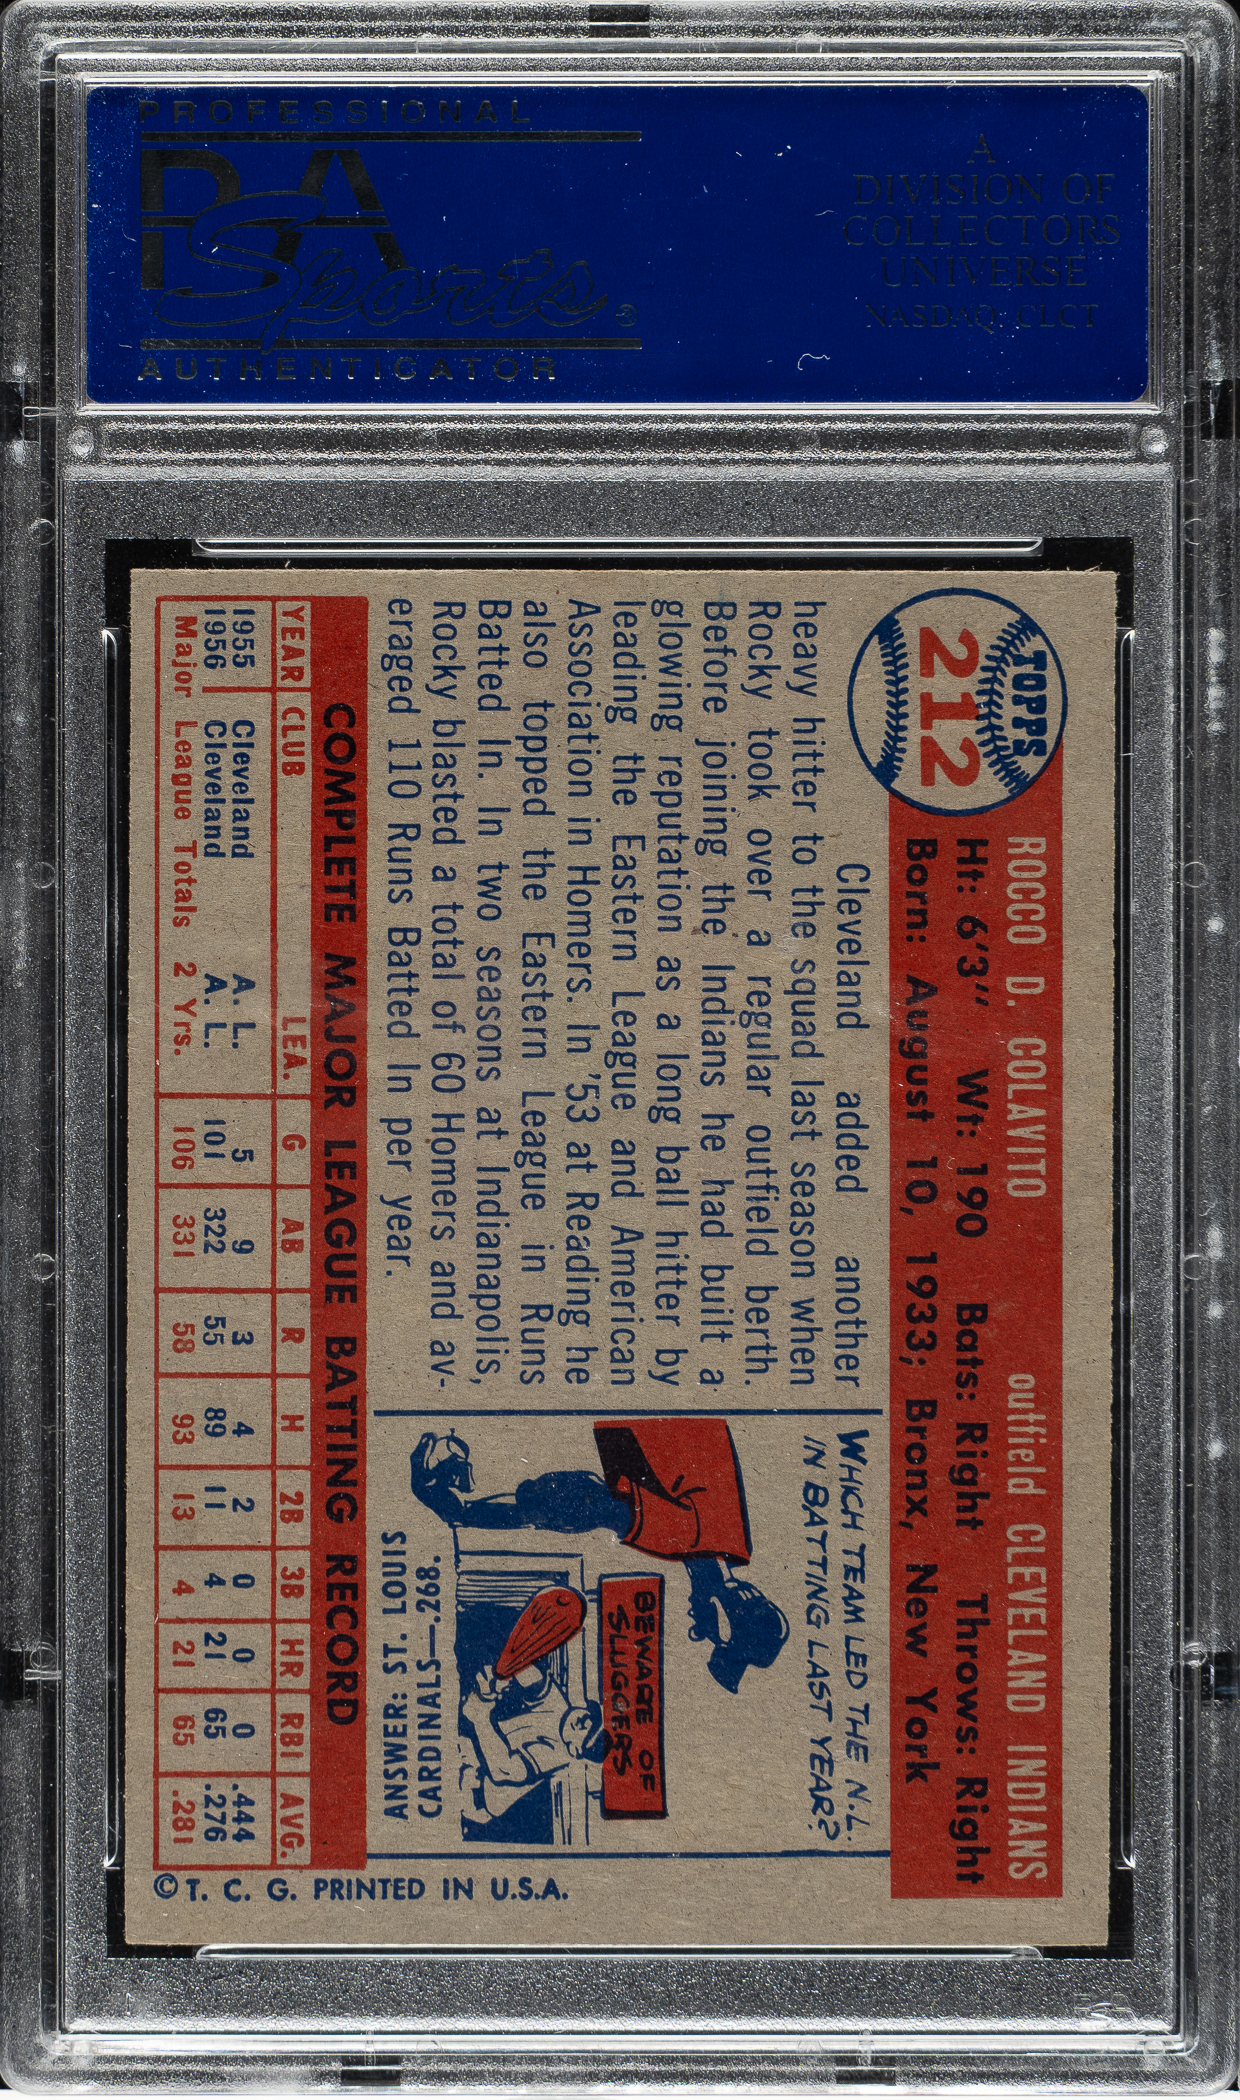 PROFESSIONAL
PSA
Sports
AUTHENTICATOR
A
DIVISION OF
COLLECTORS
UNIVERSE
NASDAQ: CLCT
TOPPS
212
ROCCO D. COLAVITO outfield CLEVELAND INDIANS
Ht: 6'3" Wt: 190 Bats: Right Throws: Right
Born: August 10, 1933; Bronx, New York
Cleveland added another
heavy hitter to the squad last season when
Rocky took over a regular outfield berth.
Before joining the Indians he had built a
glowing reputation as a long ball hitter by
leading the Eastern League and American
Association in Homers. In '53 at Reading he
also topped the Eastern League in Runs
Batted In. In two seasons at Indianapolis,
Rocky blasted a total of 60 Homers and av-
eraged 110 Runs Batted In per year.
WHICH TEAM LED THE N.L.
IN BATTING LAST YEAR?
BEWARE OF
SLUGGERS
ANSWER: ST. LOUIS
CARDINALS—.268.
COMPLETE MAJOR LEAGUE BATTING RECORD
YEAR CLUB LEA. G AB R H 2B 3B HR RBI AVG.
1955 Cleveland A. L. 5 9 3 4 2 0 0 0 .444
1956 Cleveland A. L. 101 322 55 89 11 4 21 65 .276
Major League Totals 2 Yrs. 106 331 58 93 13 4 21 65 .281
© T. C. G. PRINTED IN U.S.A.